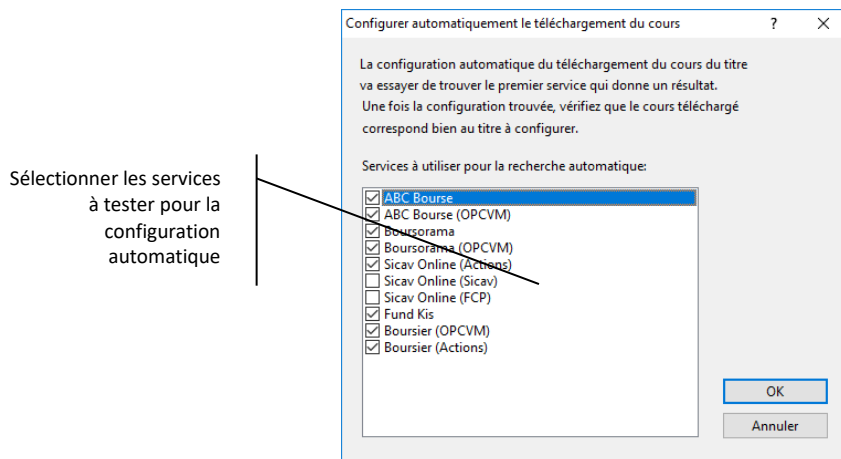 Configurer automatiquement le téléchargement du cours ?
La configuration automatique du téléchargement du cours du titre
va essayer de trouver le premier service qui donne un résultat.
Une fois la configuration trouvée, vérifiez que le cours téléchargé
correspond bien au titre à configurer.
Services à utiliser pour la recherche automatique:
ABC Bourse
ABC Bourse (OPCVM)
Boursorama
Boursorama (OPCVM)
Sicav Online (Actions)
Sicav Online (Sicav)
Sicav Online (FCP)
Fund Kis
Boursier (OPCVM)
Boursier (Actions)
OK
Annuler
Sélectionner les services
à tester pour la
configuration
automatique